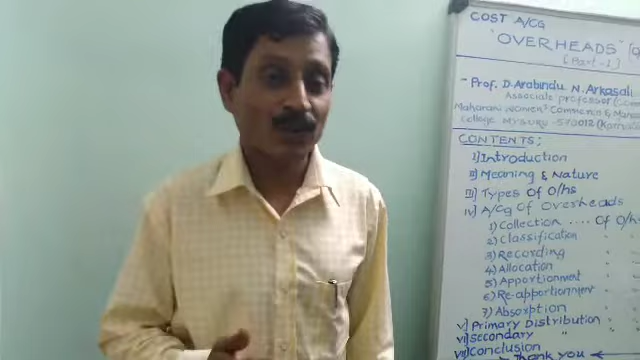 COST A/CG
"OVERHEADS"
(Part-1)
- Prof. D. Arabindu N. Arkasali
Associate professor
Maharani Women's Commerce &
College MYSURU - 570012
CONTENTS:
I] Introduction
II] Meaning & Nature
III] Types Of O/hs
IV] A/Cg Of Overheads
1) Collection .... Of O/h
2) Classification "
3) Recording "
4) Allocation "
5) Apportionment "
6) Re-apportionment "
7) Absorption "
V] Primary Distribution "
VI] Secondary "
VII] Conclusion
Thank you